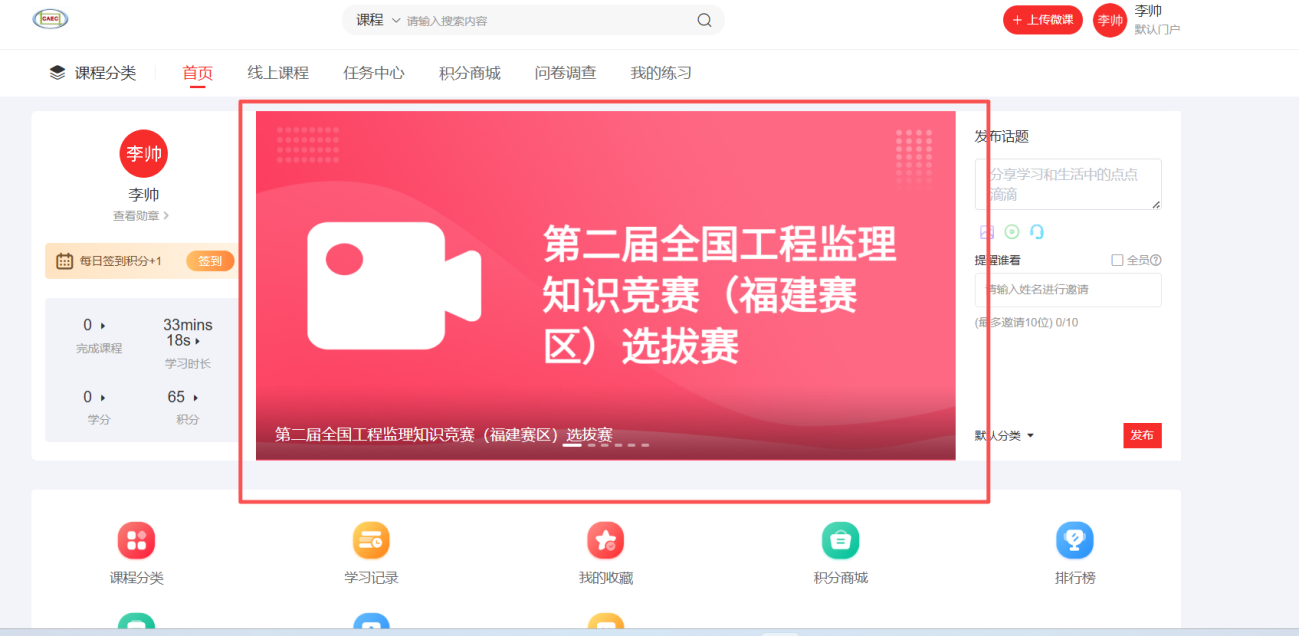 CAEC
课程
请输入搜索内容
+ 上传微课
李帅
李帅
默认门户
课程分类
首页
线上课程
任务中心
积分商城
问卷调查
我的练习
李帅
李帅
查看勋章
每日签到积分+1
签到
0
完成课程
33mins
18s
学习时长
0
学分
65
积分
第二届全国工程监理
知识竞赛（福建赛
区）选拔赛
第二届全国工程监理知识竞赛（福建赛区）选拔赛
发布话题
分享学习和生活中的点点
滴滴
提醒谁看
全员
请输入姓名进行邀请
(最多邀请10位) 0/10
默认分类
发布
课程分类
学习记录
我的收藏
积分商城
排行榜